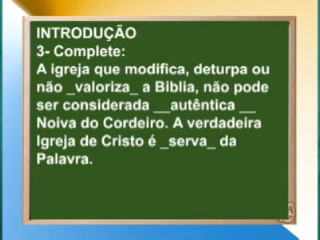 INTRODUÇÃO
3- Complete:
A igreja que modifica, deturpa ou
não _valoriza_ a Biblia, não pode
ser considerada __autêntica __
Noiva do Cordeiro. A verdadeira
Igreja de Cristo é _serva_ da
Palavra.